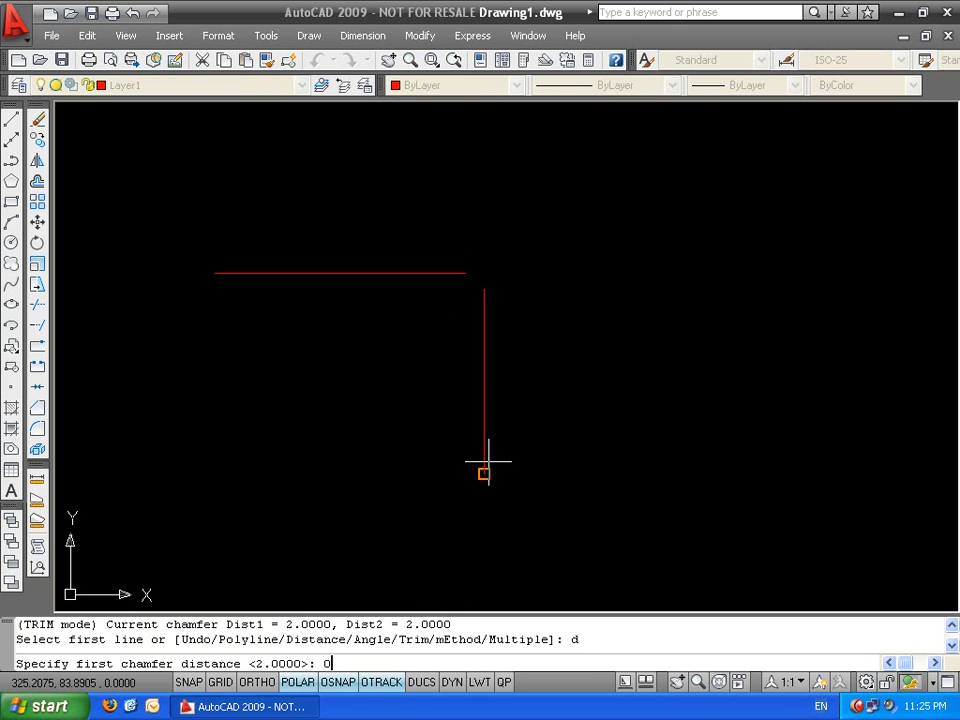 AutoCAD 2009 - NOT FOR RESALE Drawing1.dwg
Type a keyword or phrase
File Edit View Insert Format Tools Draw Dimension Modify Express Window Help
Standard ISO-25 Star
Layer1 ByLayer ByLayer ByLayer ByColor
A
Y
X
(TRIM mode) Current chamfer Dist1 = 2.0000, Dist2 = 2.0000
Select first line or [Undo/Polyline/Distance/Angle/Trim/mEthod/Multiple]: d
Specify first chamfer distance <2.0000>: 0
325.2075, 83.8905, 0.0000 SNAP GRID ORTHO POLAR OSNAP OTRACK DUCS DYN LWT QP 1:1
start AutoCAD 2009 - NOT... EN 11:25 PM